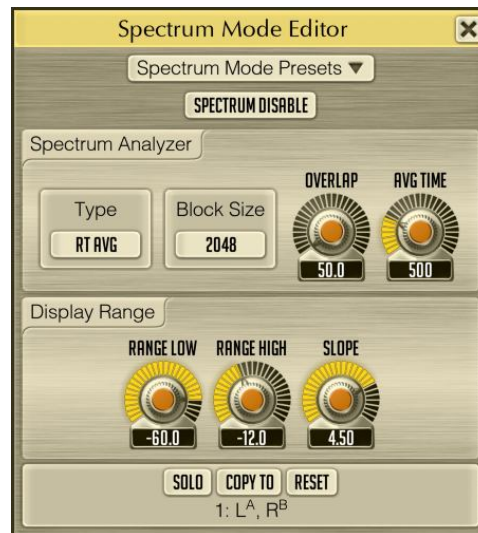 Spectrum Mode Editor
Spectrum Mode Presets
SPECTRUM DISABLE
Spectrum Analyzer
Type
RT AVG
Block Size
2048
OVERLAP
50.0
AVG TIME
500
Display Range
RANGE LOW
-60.0
RANGE HIGH
-12.0
SLOPE
4.50
SOLO COPY TO RESET
1: Lᴬ, Rᴮ